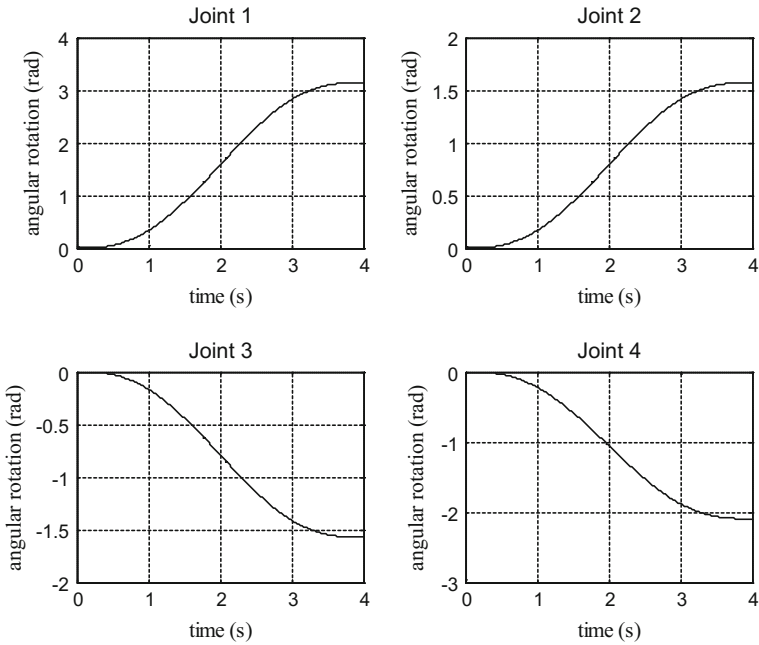 Joint 1
4
3
2
1
0
0 1 2 3 4
angular rotation (rad)
time (s)
Joint 2
2
1.5
1
0.5
0
0 1 2 3 4
angular rotation (rad)
time (s)
Joint 3
0
-0.5
-1
-1.5
-2
0 1 2 3 4
angular rotation (rad)
time (s)
Joint 4
0
-1
-2
-3
0 1 2 3 4
angular rotation (rad)
time (s)